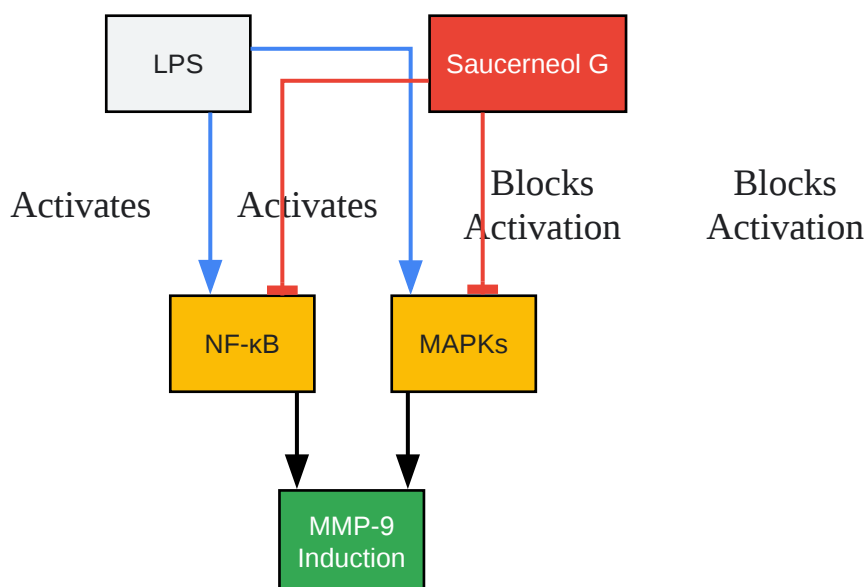 LPS
Saucerneol G
Activates
Activates
Blocks
Activation
Blocks
Activation
NF-κB
MAPKs
MMP-9
Induction